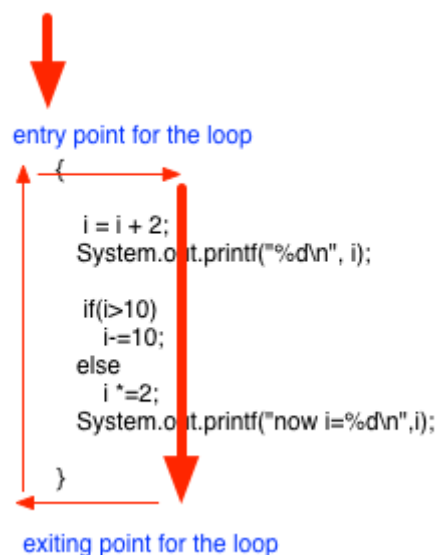 entry point for the loop
{
i = i + 2;
System.out.printf("%d\n", i);
if(i>10)
i-=10;
else
i *=2;
System.out.printf("now i=%d\n",i);
}
exiting point for the loop